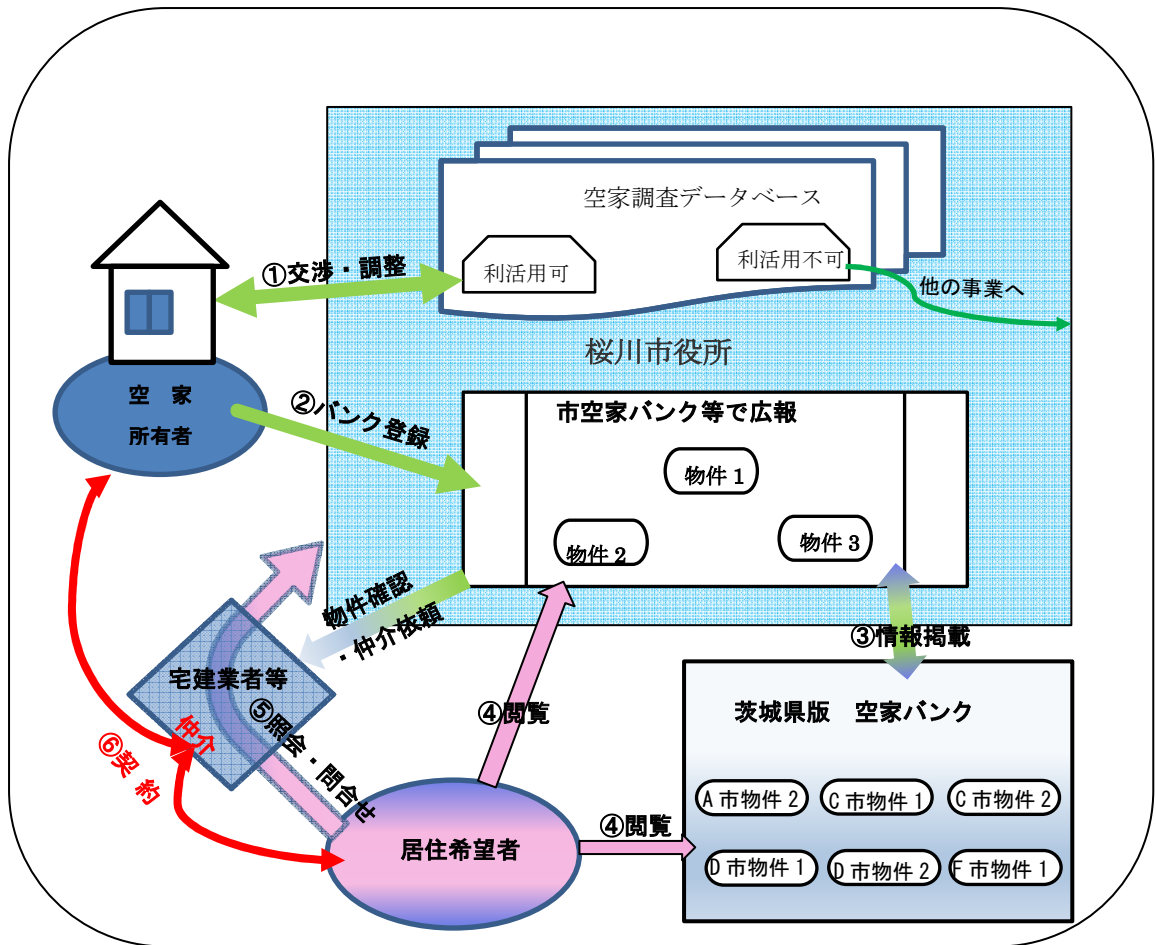 空家調査データベース
利活用可
利活用不可
①交渉・調整
他の事業へ
桜川市役所
空　家
所有者
②バンク登録
市空家バンク等で広報
物件1
物件2
物件3
物件確認
・仲介依頼
③情報掲載
宅建業者等
仲介
⑤照会・問合せ
④閲覧
⑥契約
茨城県版　空家バンク
A市物件2
C市物件1
C市物件2
④閲覧
居住希望者
D市物件1
D市物件2
F市物件1